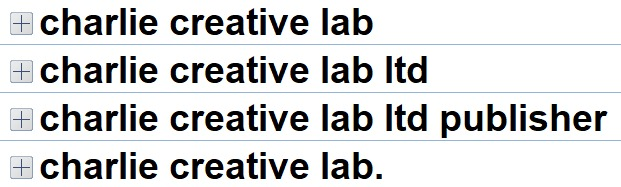 charlie creative lab
charlie creative lab ltd
charlie creative lab ltd publisher
charlie creative lab.